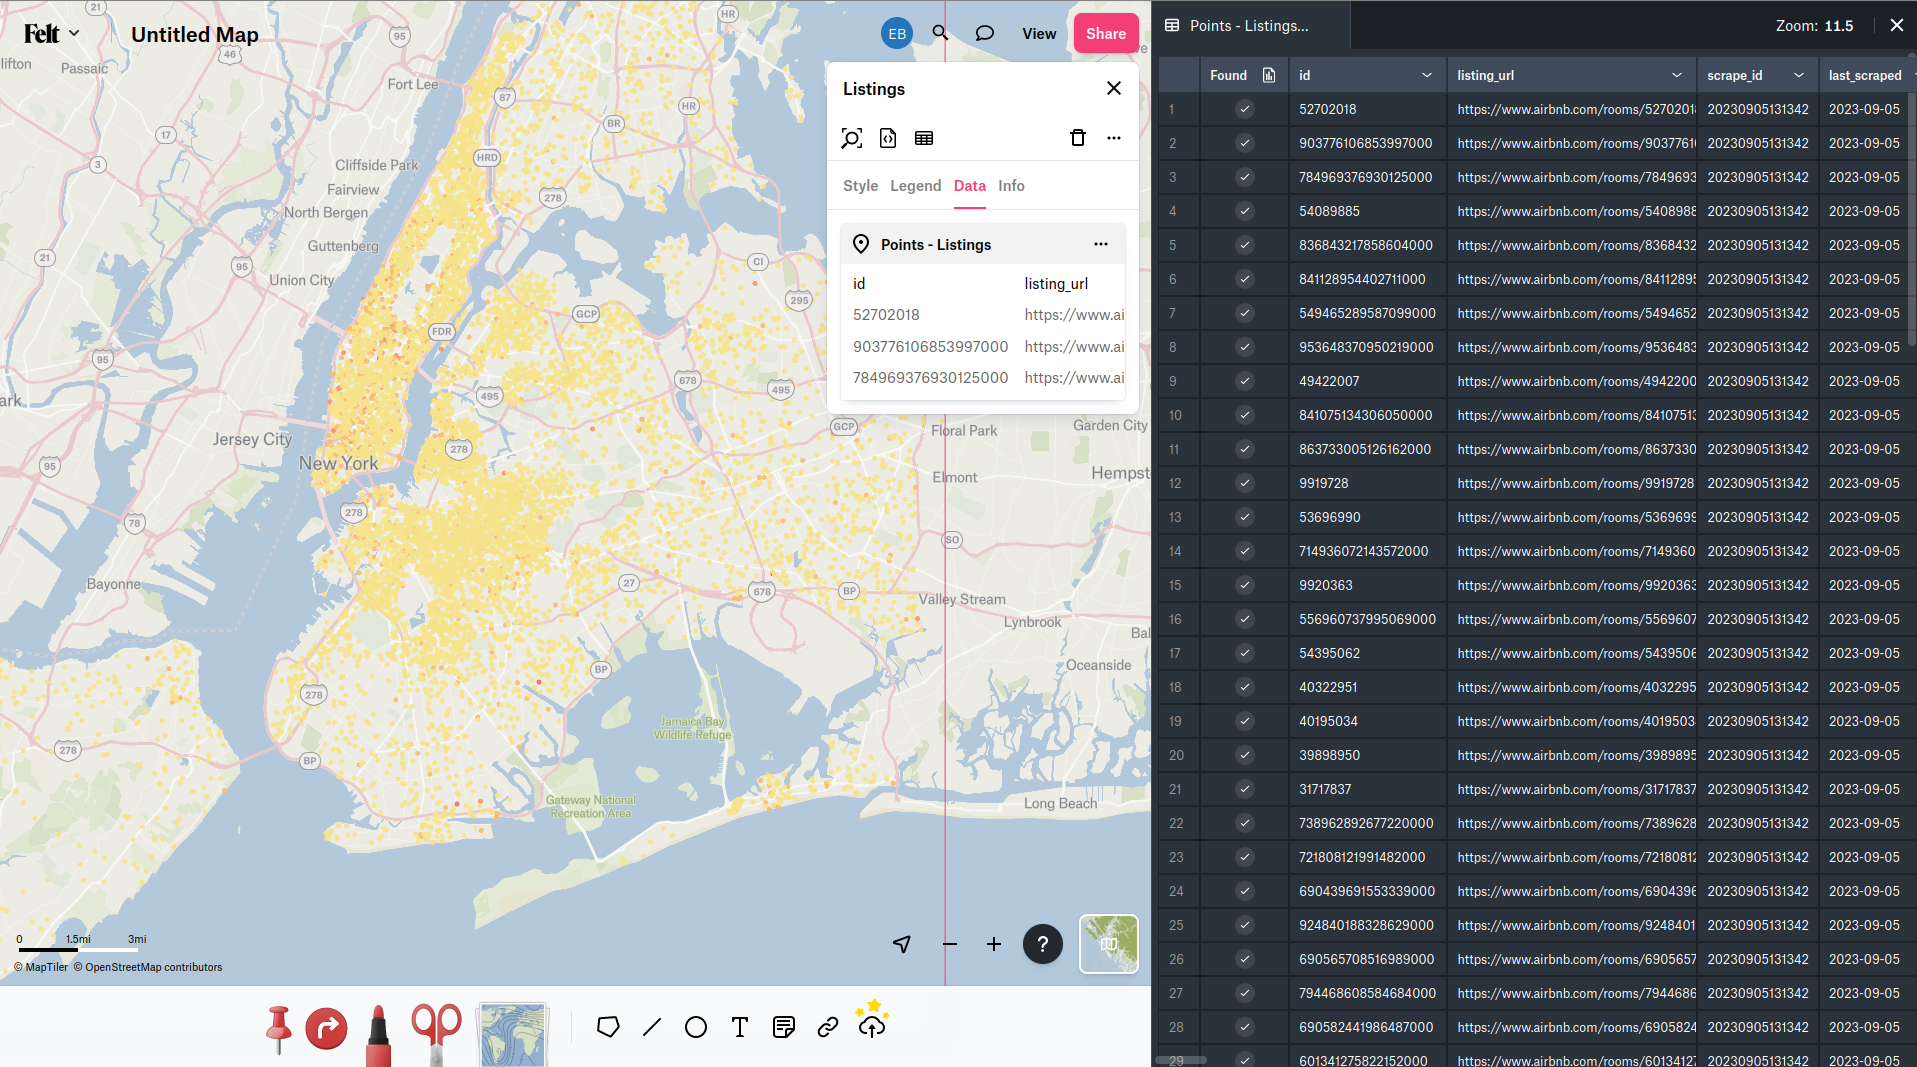 Felt
Untitled Map
EB
View
Share
Listings
Style
Legend
Data
Info
Points - Listings
id
listing_url
52702018
https://www.ai
903776106853997000
https://www.ai
784969376930125000
https://www.ai
21
95
46
lifton
Passaic
Fort Lee
HR
87
HR
BR
17
3
HRD
Cliffside Park
Fairview
278
North Bergen
Guttenberg
21
95
CI
Union City
295
GCP
FDR
95
678
495
495
ark
GCP
Floral Park
Garden City
Jersey City
278
New York
95
Elmont
Hempst
278
78
SO
Bayonne
27
678
BP
Valley Stream
Lynbrook
Bal
BP
Oceanside
278
Jamaica Bay
Wildlife Refuge
278
BP
Gateway National
Recreation Area
Long Beach
0
1.5mi
3mi
© MapTiler © OpenStreetMap contributors
?
T
Points - Listings...
Zoom: 11.5
Found id listing_url scrape_id last_scraped
1 52702018 https://www.airbnb.com/rooms/52702018 20230905131342 2023-09-05
2 903776106853997000 https://www.airbnb.com/rooms/9037761 20230905131342 2023-09-05
3 784969376930125000 https://www.airbnb.com/rooms/7849693 20230905131342 2023-09-05
4 54089885 https://www.airbnb.com/rooms/5408988 20230905131342 2023-09-05
5 836843217858604000 https://www.airbnb.com/rooms/8368432 20230905131342 2023-09-05
6 841128954402711000 https://www.airbnb.com/rooms/8411289 20230905131342 2023-09-05
7 549465289587099000 https://www.airbnb.com/rooms/5494652 20230905131342 2023-09-05
8 953648370950219000 https://www.airbnb.com/rooms/9536483 20230905131342 2023-09-05
9 49422007 https://www.airbnb.com/rooms/4942200 20230905131342 2023-09-05
10 841075134306050000 https://www.airbnb.com/rooms/8410751 20230905131342 2023-09-05
11 863733005126162000 https://www.airbnb.com/rooms/8637330 20230905131342 2023-09-05
12 9919728 https://www.airbnb.com/rooms/9919728 20230905131342 2023-09-05
13 53696990 https://www.airbnb.com/rooms/5369699 20230905131342 2023-09-05
14 714936072143572000 https://www.airbnb.com/rooms/7149360 20230905131342 2023-09-05
15 9920363 https://www.airbnb.com/rooms/9920363 20230905131342 2023-09-05
16 556960737995069000 https://www.airbnb.com/rooms/5569607 20230905131342 2023-09-05
17 54395062 https://www.airbnb.com/rooms/5439506 20230905131342 2023-09-05
18 40322951 https://www.airbnb.com/rooms/4032295 20230905131342 2023-09-05
19 40195034 https://www.airbnb.com/rooms/4019503 20230905131342 2023-09-05
20 39898950 https://www.airbnb.com/rooms/3989895 20230905131342 2023-09-05
21 31717837 https://www.airbnb.com/rooms/31717837 20230905131342 2023-09-05
22 738962892677220000 https://www.airbnb.com/rooms/7389628 20230905131342 2023-09-05
23 721808121991482000 https://www.airbnb.com/rooms/7218081 20230905131342 2023-09-05
24 690439691553339000 https://www.airbnb.com/rooms/6904396 20230905131342 2023-09-05
25 924840188328629000 https://www.airbnb.com/rooms/9248401 20230905131342 2023-09-05
26 690565708516989000 https://www.airbnb.com/rooms/6905657 20230905131342 2023-09-05
27 794468608584684000 https://www.airbnb.com/rooms/7944686 20230905131342 2023-09-05
28 690582441986487000 https://www.airbnb.com/rooms/6905824 20230905131342 2023-09-05
29 601341275822152000 https://www.airbnb.com/rooms/6013412 20230905131342 2023-09-05